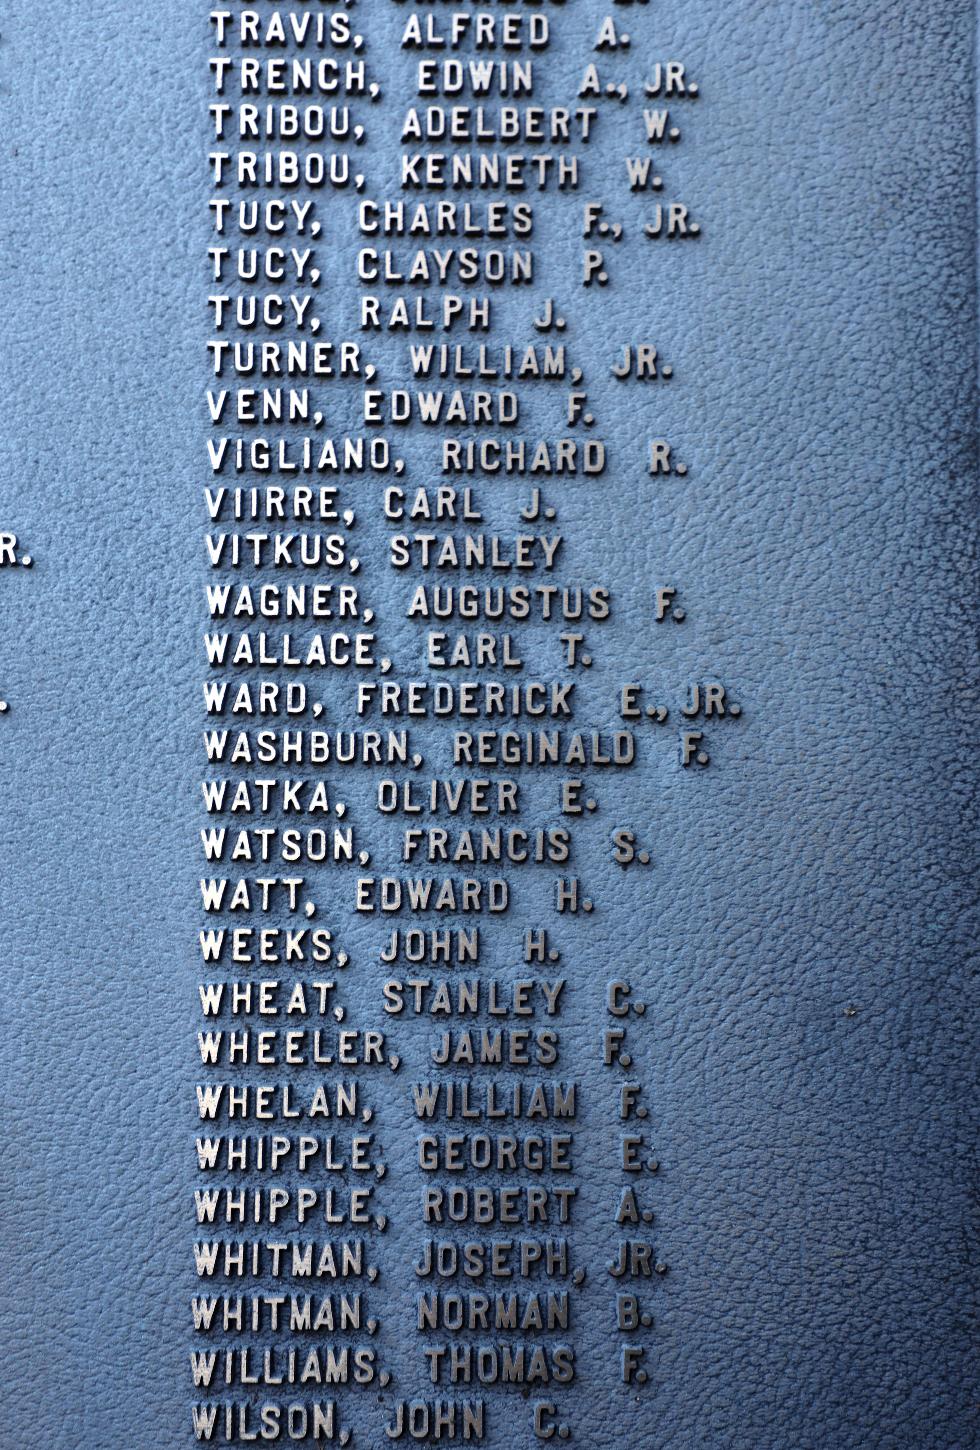 TRAVIS, ALFRED A.
TRENCH, EDWIN A., JR.
TRIBOU, ADELBERT W.
TRIBOU, KENNETH W.
TUCY, CHARLES F., JR.
TUCY, CLAYSON P.
TUCY, RALPH J.
TURNER, WILLIAM, JR.
VENN, EDWARD F.
VIGLIANO, RICHARD R.
VIIRRE, CARL J.
R.
VITKUS, STANLEY
WAGNER, AUGUSTUS F.
WALLACE, EARL T.
WARD, FREDERICK E., JR.
WASHBURN, REGINALD F.
WATKA, OLIVER E.
WATSON, FRANCIS S.
WATT, EDWARD H.
WEEKS, JOHN H.
WHEAT, STANLEY C.
WHEELER, JAMES F.
WHELAN, WILLIAM F.
WHIPPLE, GEORGE E.
WHIPPLE, ROBERT A.
WHITMAN, JOSEPH, JR.
WHITMAN, NORMAN B.
WILLIAMS, THOMAS F.
WILSON, JOHN C.